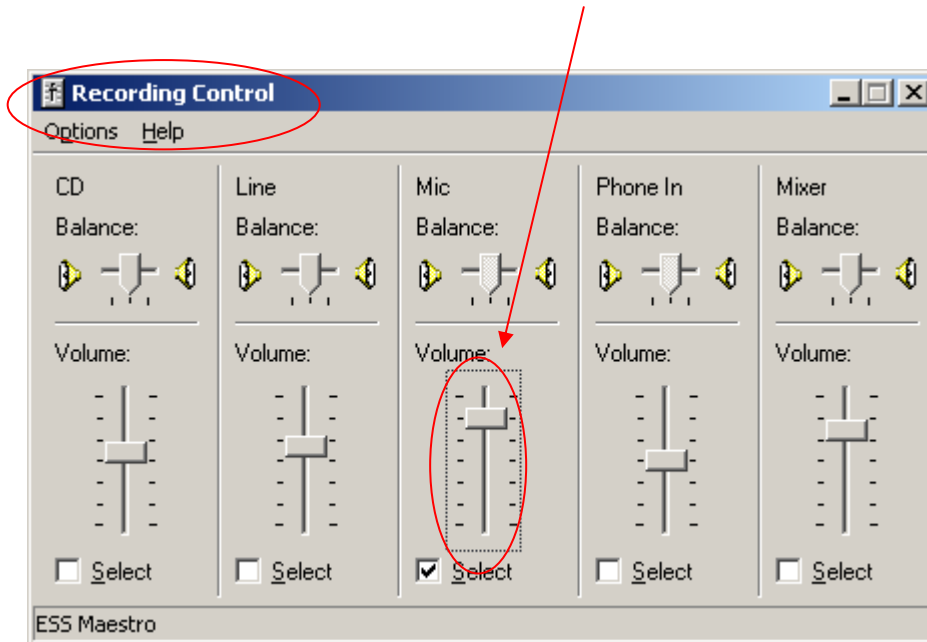 Recording Control
Options Help
CD Line Mic Phone In Mixer
Balance: Balance: Balance: Balance: Balance:
Volume: Volume: Volume: Volume: Volume:
Select Select Select Select Select
ESS Maestro